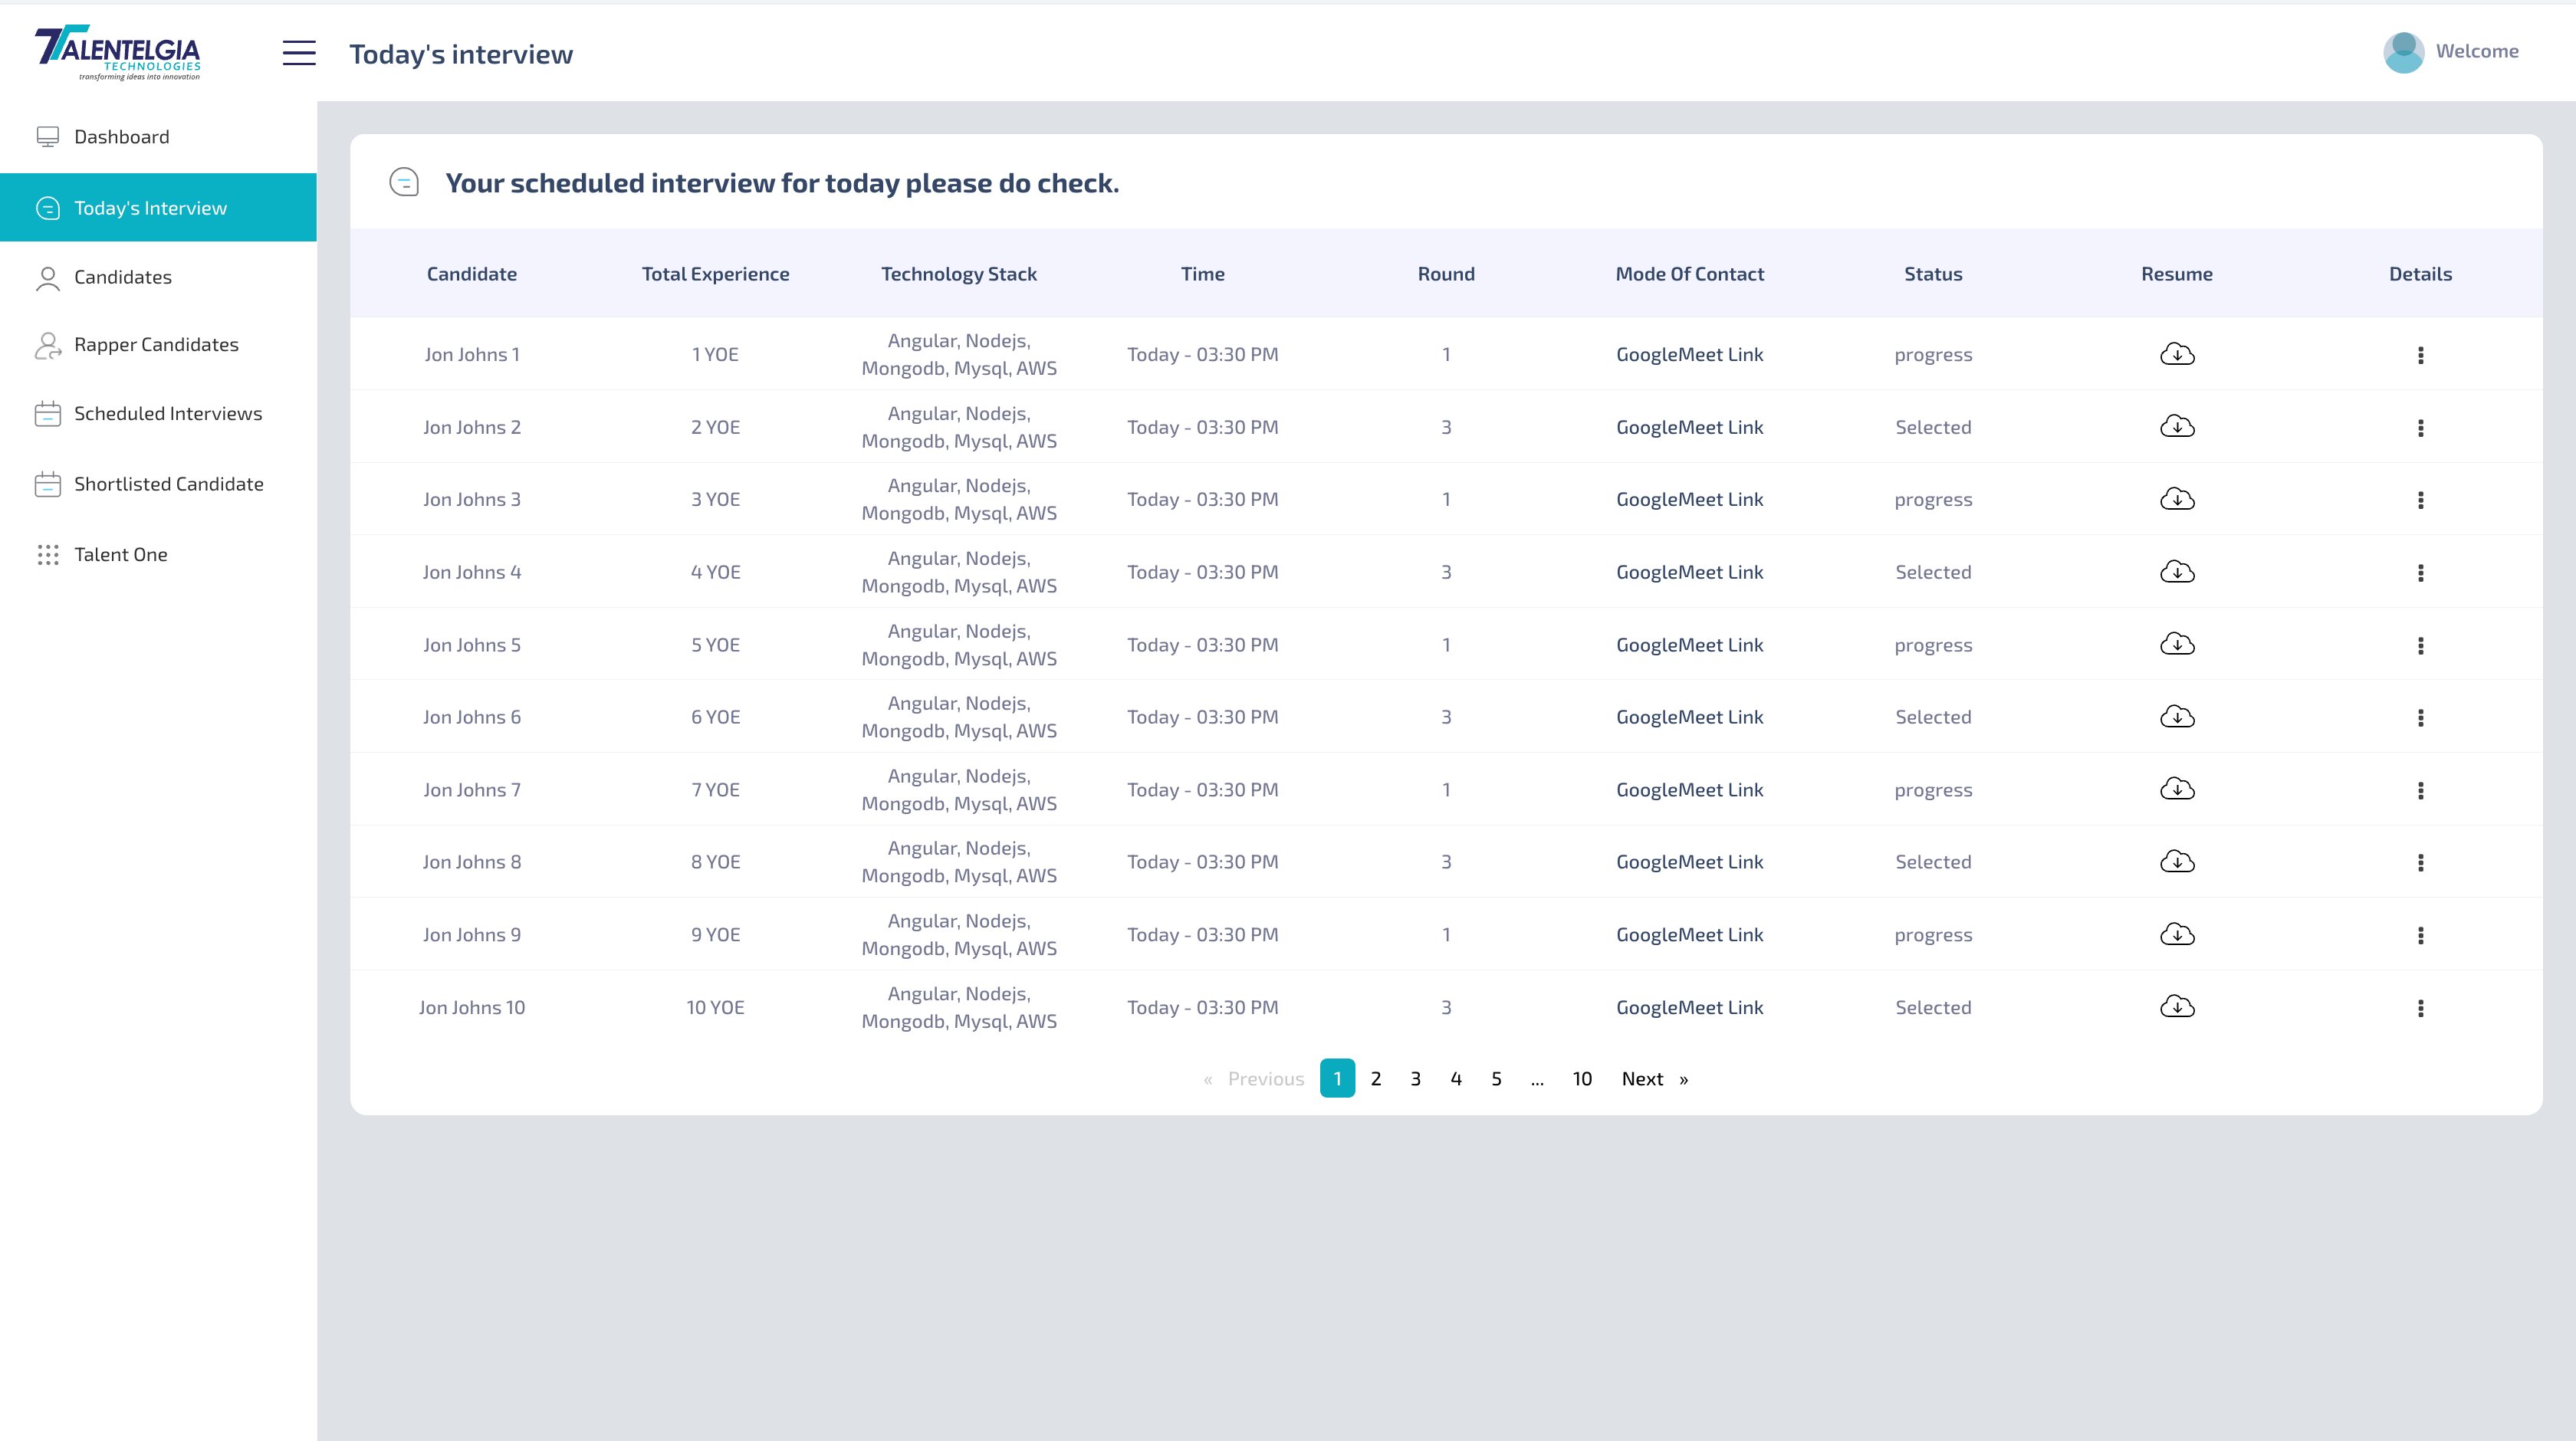 TALENTELGIA
TECHNOLOGIES
transforming ideas into innovation
Today's interview
Welcome
Dashboard
Today's Interview
Candidates
Rapper Candidates
Scheduled Interviews
Shortlisted Candidate
Talent One
Your scheduled interview for today please do check.
Candidate Total Experience Technology Stack Time Round Mode Of Contact Status Resume Details
Jon Johns 1 1 YOE Angular, Nodejs, Mongodb, Mysql, AWS Today - 03:30 PM 1 GoogleMeet Link progress
Jon Johns 2 2 YOE Angular, Nodejs, Mongodb, Mysql, AWS Today - 03:30 PM 3 GoogleMeet Link Selected
Jon Johns 3 3 YOE Angular, Nodejs, Mongodb, Mysql, AWS Today - 03:30 PM 1 GoogleMeet Link progress
Jon Johns 4 4 YOE Angular, Nodejs, Mongodb, Mysql, AWS Today - 03:30 PM 3 GoogleMeet Link Selected
Jon Johns 5 5 YOE Angular, Nodejs, Mongodb, Mysql, AWS Today - 03:30 PM 1 GoogleMeet Link progress
Jon Johns 6 6 YOE Angular, Nodejs, Mongodb, Mysql, AWS Today - 03:30 PM 3 GoogleMeet Link Selected
Jon Johns 7 7 YOE Angular, Nodejs, Mongodb, Mysql, AWS Today - 03:30 PM 1 GoogleMeet Link progress
Jon Johns 8 8 YOE Angular, Nodejs, Mongodb, Mysql, AWS Today - 03:30 PM 3 GoogleMeet Link Selected
Jon Johns 9 9 YOE Angular, Nodejs, Mongodb, Mysql, AWS Today - 03:30 PM 1 GoogleMeet Link progress
Jon Johns 10 10 YOE Angular, Nodejs, Mongodb, Mysql, AWS Today - 03:30 PM 3 GoogleMeet Link Selected
« Previous 1 2 3 4 5 ... 10 Next »